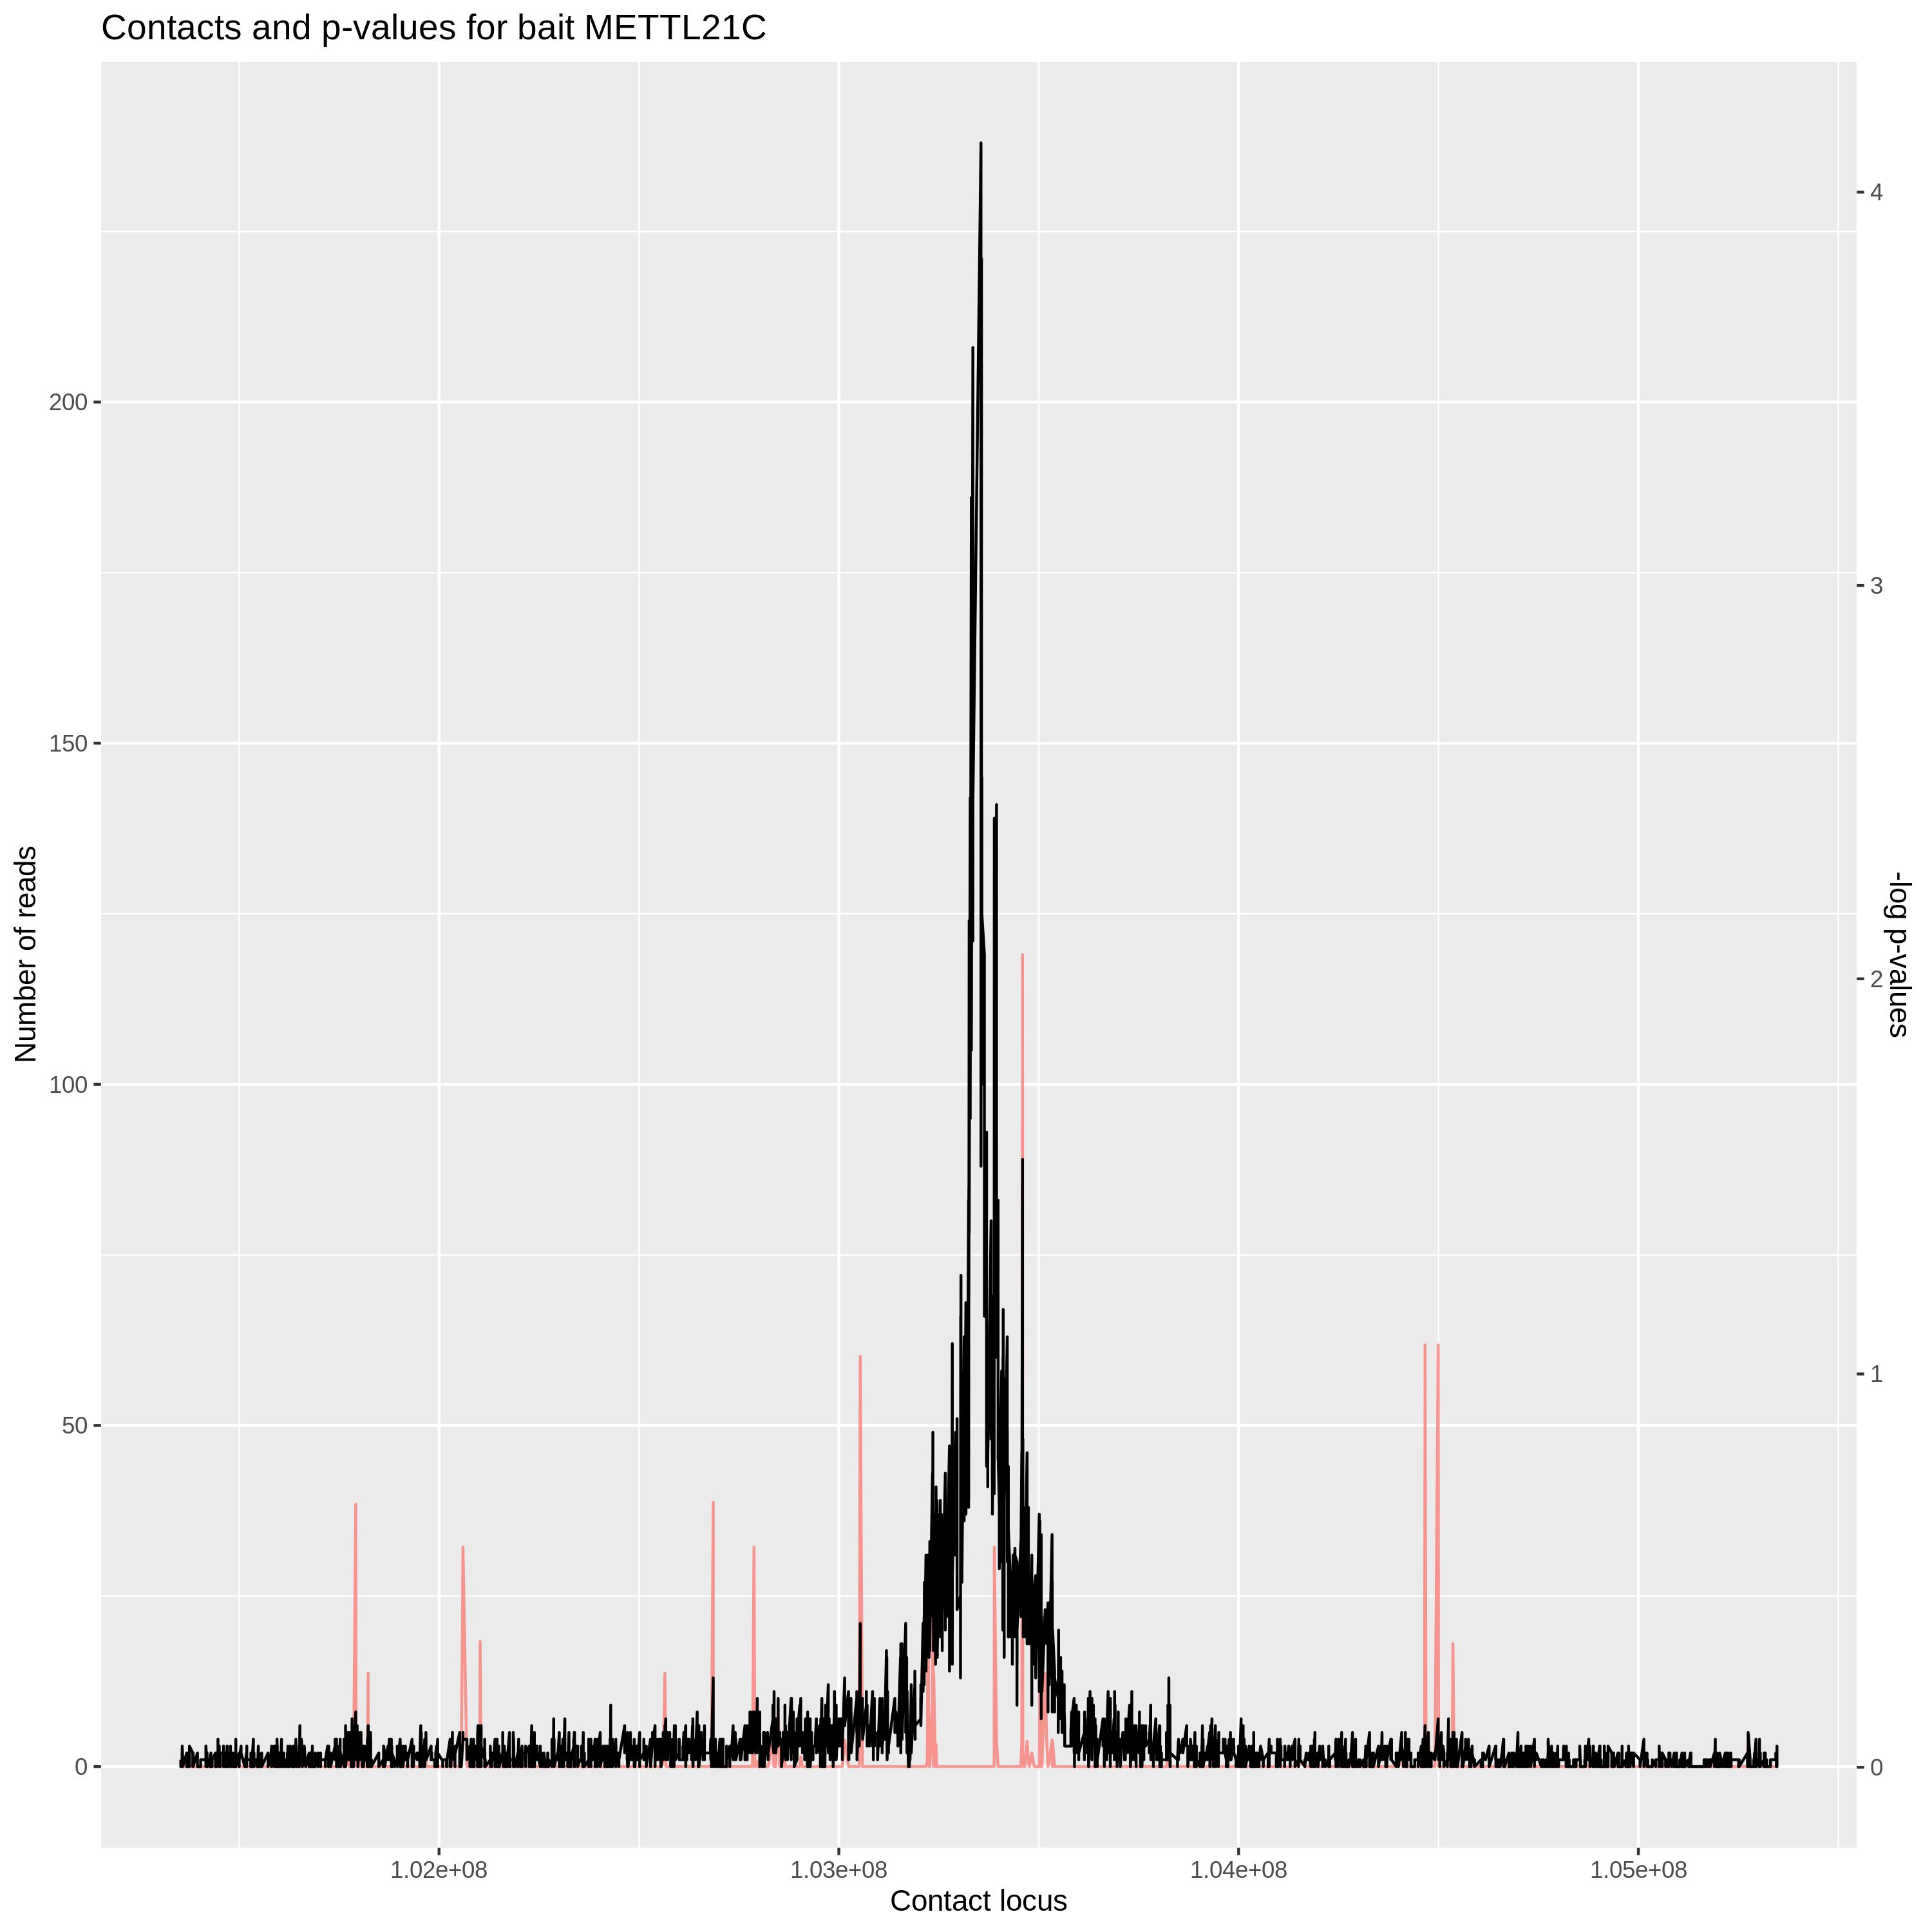 Contacts and p-values for bait METTL21C
Number of reads
200
150
100
50
0
4
3
2
1
0
-log p-values
1.02e+08
1.03e+08
1.04e+08
1.05e+08
Contact locus